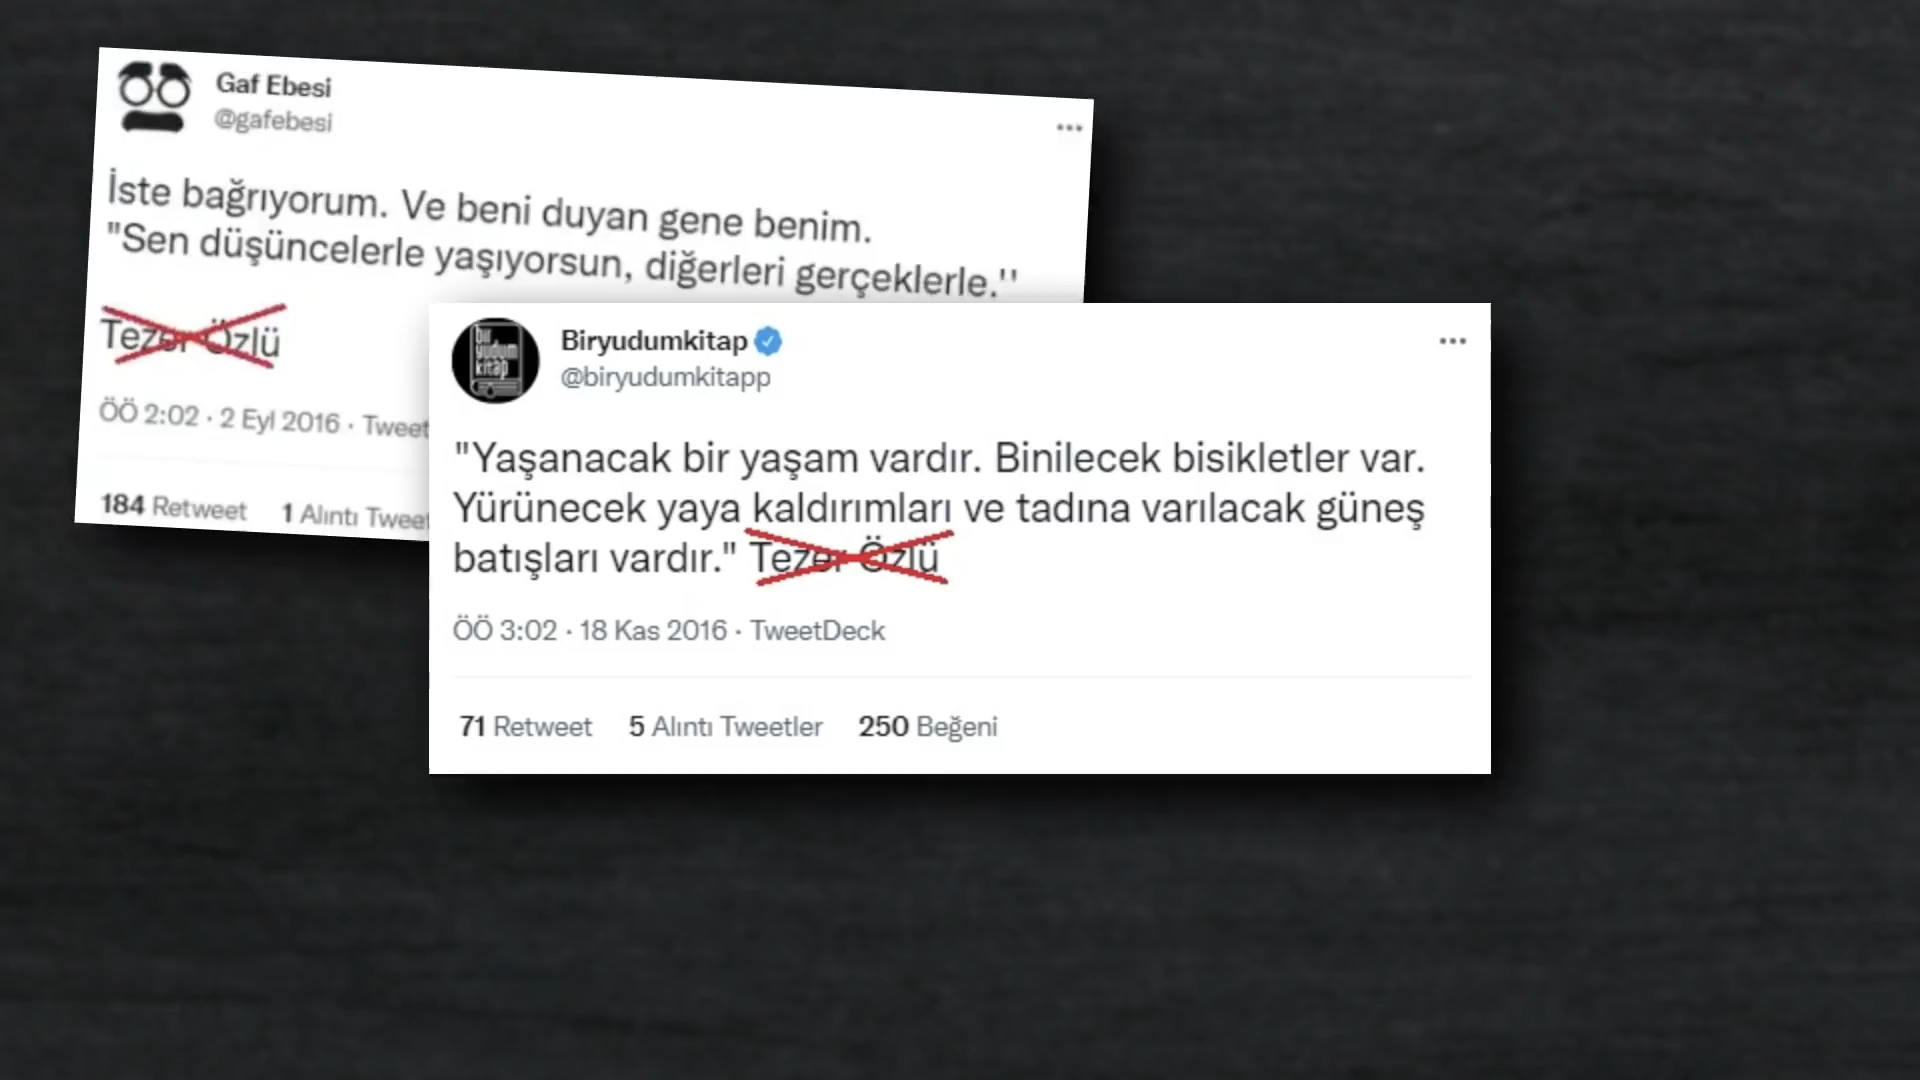 Gaf Ebesi
@gafebesi
İste bağrıyorum. Ve beni duyan gene benim.
"Sen düşüncelerle yaşıyorsun, diğerleri gerçeklerle.''
Tezer Özlü
ÖÖ 2:02 · 2 Eyl 2016 · Tweet
184 Retweet 1 Alıntı Tweet
bir yudum kitap
Biryudumkitap
@biryudumkitapp
"Yaşanacak bir yaşam vardır. Binilecek bisikletler var.
Yürünecek yaya kaldırımları ve tadına varılacak güneş
batışları vardır." Tezer Özlü
ÖÖ 3:02 · 18 Kas 2016 · TweetDeck
71 Retweet 5 Alıntı Tweetler 250 Beğeni